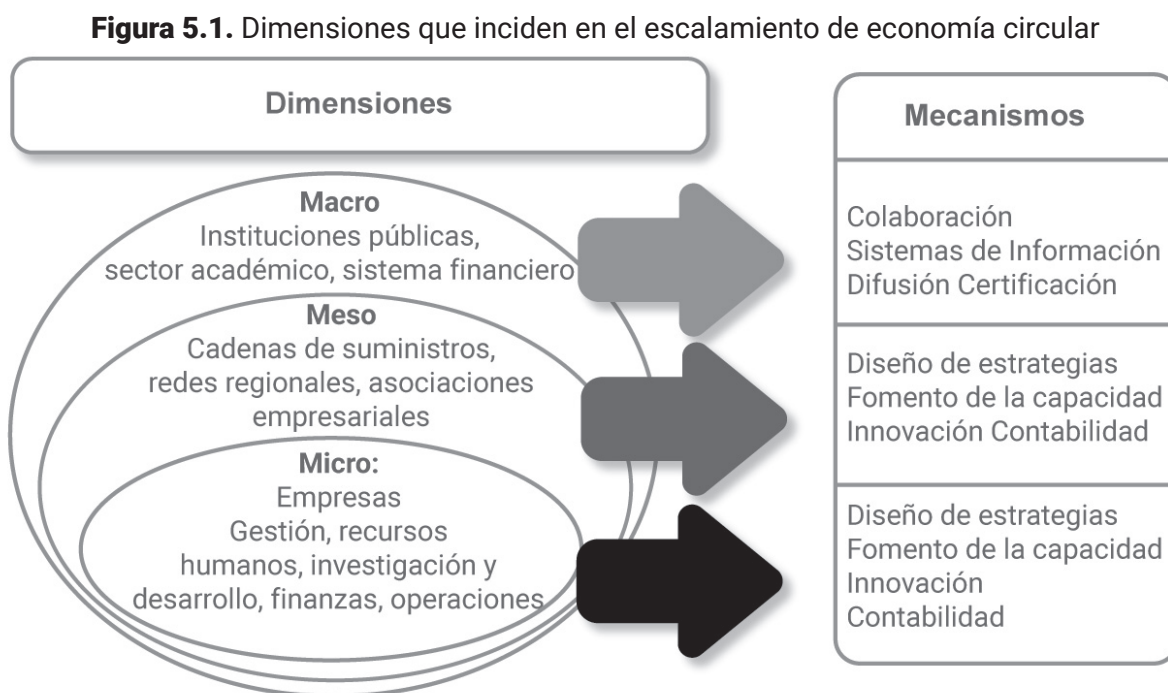 Figura 5.1. Dimensiones que inciden en el escalamiento de economía circular
Dimensiones
Macro
Instituciones públicas,
sector académico, sistema financiero
Meso
Cadenas de suministros,
redes regionales, asociaciones
empresariales
Micro:
Empresas
Gestión, recursos
humanos, investigación y
desarrollo, finanzas, operaciones
Mecanismos
Colaboración
Sistemas de Información
Difusión Certificación
Diseño de estrategias
Fomento de la capacidad
Innovación Contabilidad
Diseño de estrategias
Fomento de la capacidad
Innovación
Contabilidad